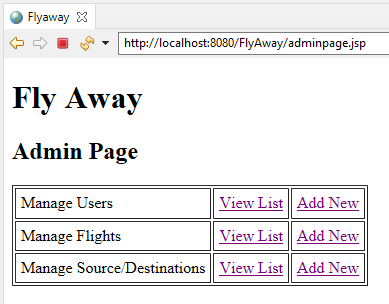 Flyaway
http://localhost:8080/FlyAway/adminpage.jsp
Fly Away
Admin Page
Manage Users View List Add New
Manage Flights View List Add New
Manage Source/Destinations View List Add New